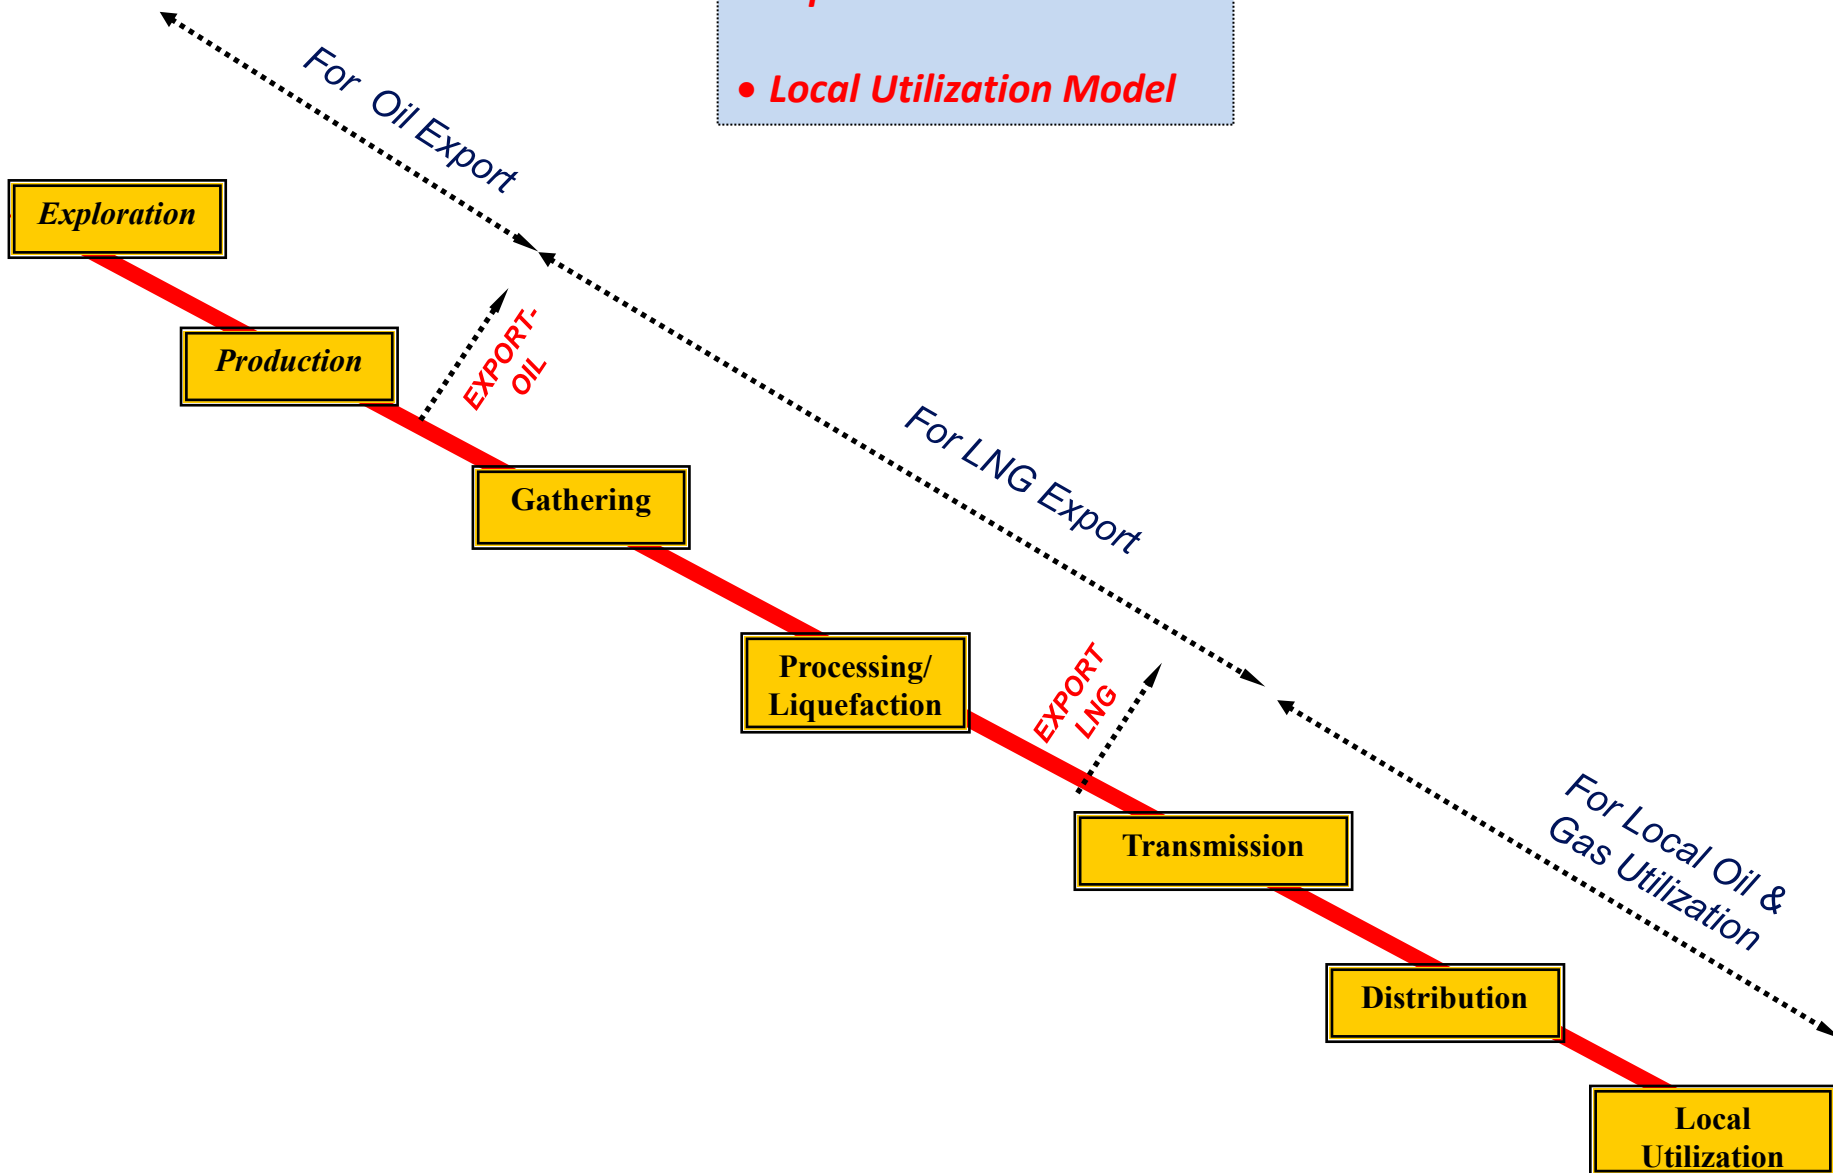 • Local Utilization Model
For Oil Export
Exploration
Production
EXPORT-
OIL
For LNG Export
Gathering
Processing/
Liquefaction
EXPORT
LNG
Transmission
For Local Oil &
Gas Utilization
Distribution
Local
Utilization